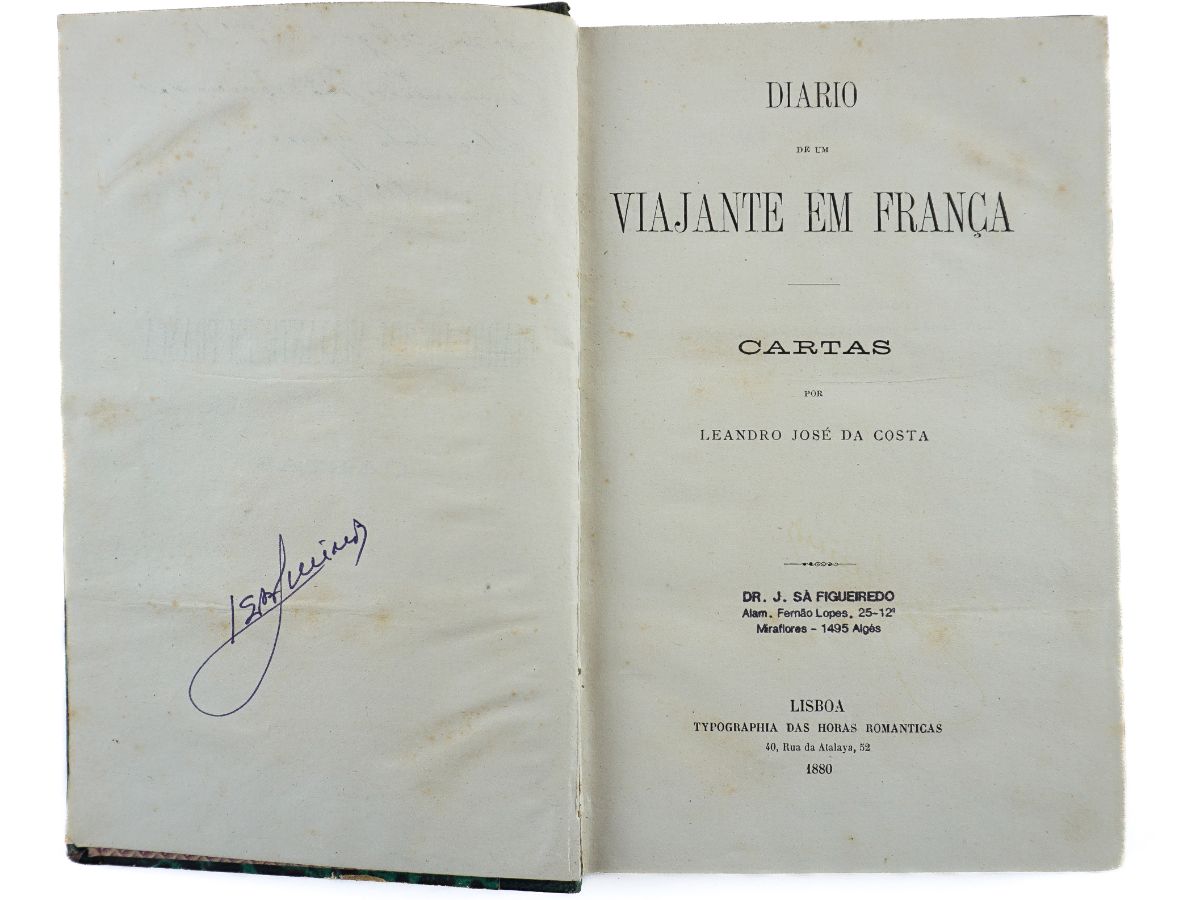 DIARIO
DE UM
VIAJANTE EM FRANÇA
CARTAS
POR
LEANDRO JOSÉ DA COSTA
DR. J. SÀ FIGUEIREDO
Alam. Fernão Lopes, 25-12º
Miraflores - 1495 Algés
LISBOA
TYPOGRAPHIA DAS HORAS ROMANTICAS
40, Rua da Atalaya, 52
1880